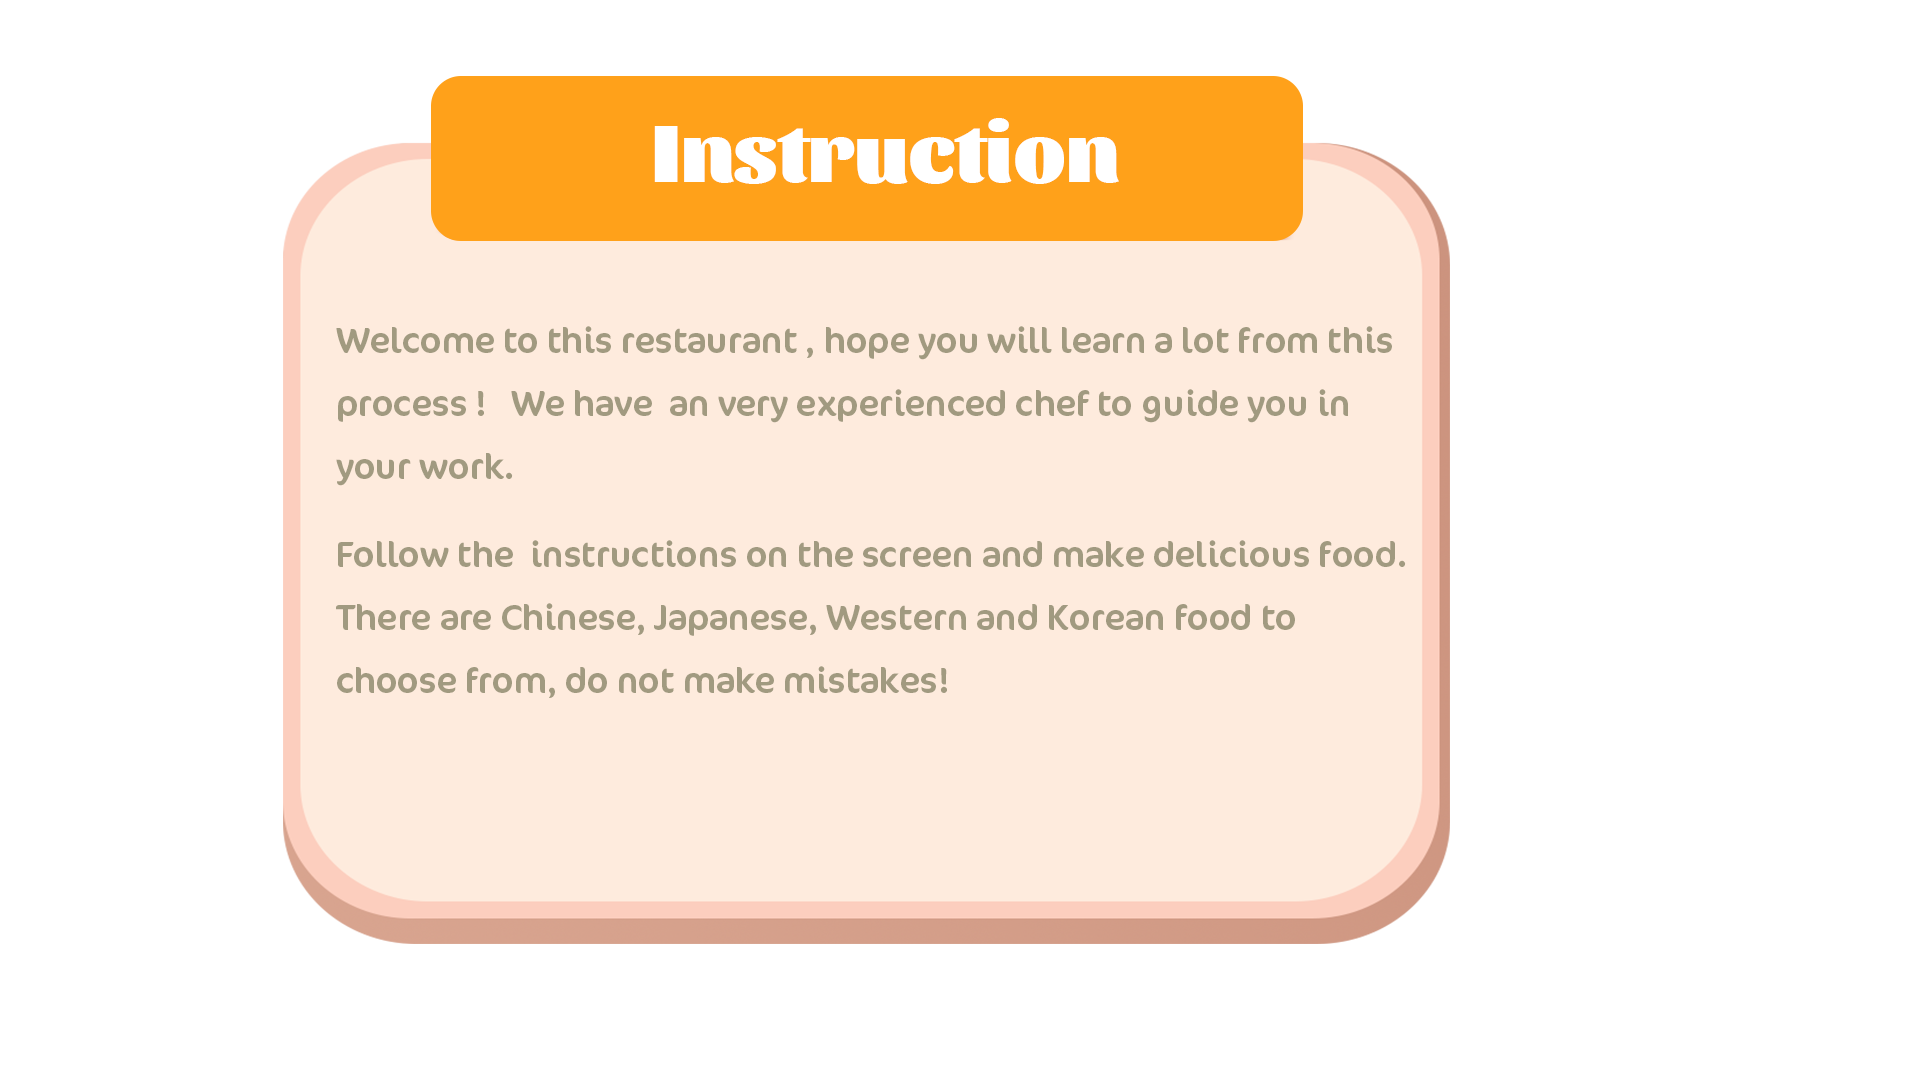 Instruction
Welcome to this restaurant , hope you will learn a lot from this
process !   We have  an very experienced chef to guide you in
your work.
Follow the  instructions on the screen and make delicious food.
There are Chinese, Japanese, Western and Korean food to
choose from, do not make mistakes!